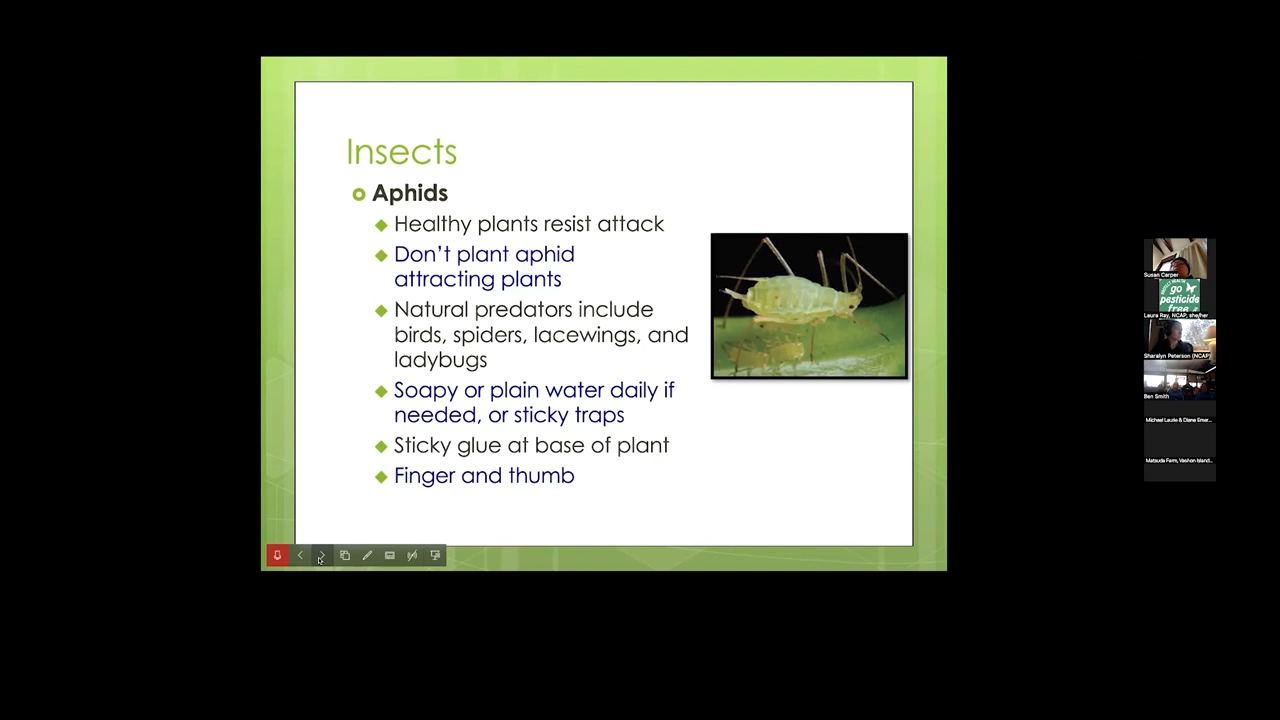 Insects
Aphids
Healthy plants resist attack
Don't plant aphid
attracting plants
Natural predators include
birds, spiders, lacewings, and
ladybugs
Soapy or plain water daily if
needed, or sticky traps
Sticky glue at base of plant
Finger and thumb
Susan Carper
go
pesticide
free
Laura Ray, NCAP, she/her
Sharalyn Peterson (NCAP)
Ben Smith
Michael Laurie & Diane Emer...
Matsuda Farm, Vashon Island...